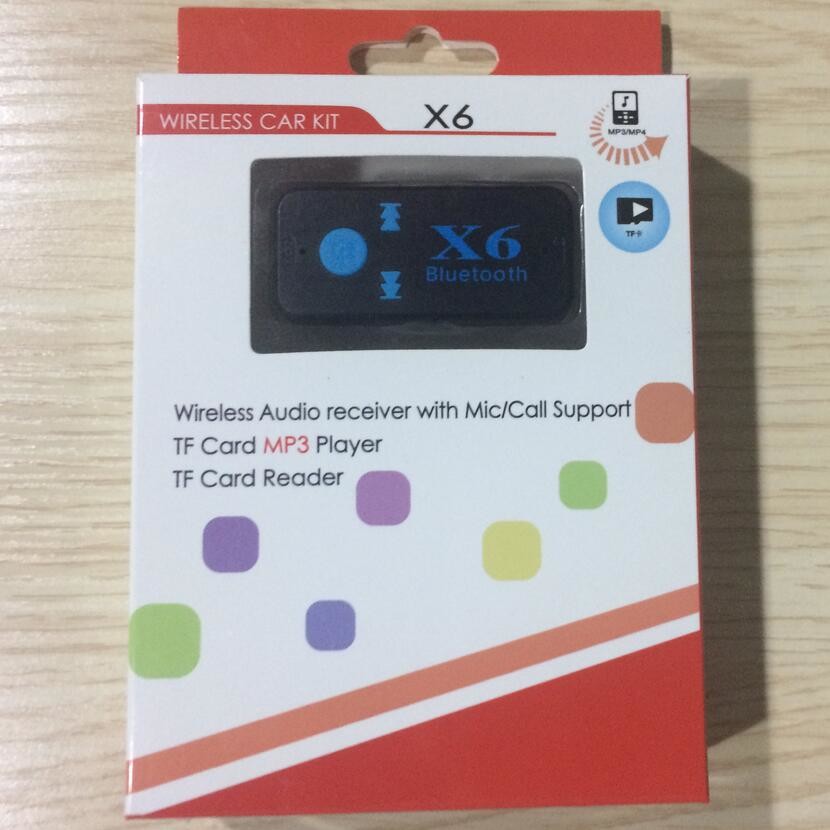 WIRELESS CAR KIT
X6
MP3/MP4
TF卡
X6
Bluetooth
Wireless Audio receiver with Mic/Call Support
TF Card MP3 Player
TF Card Reader